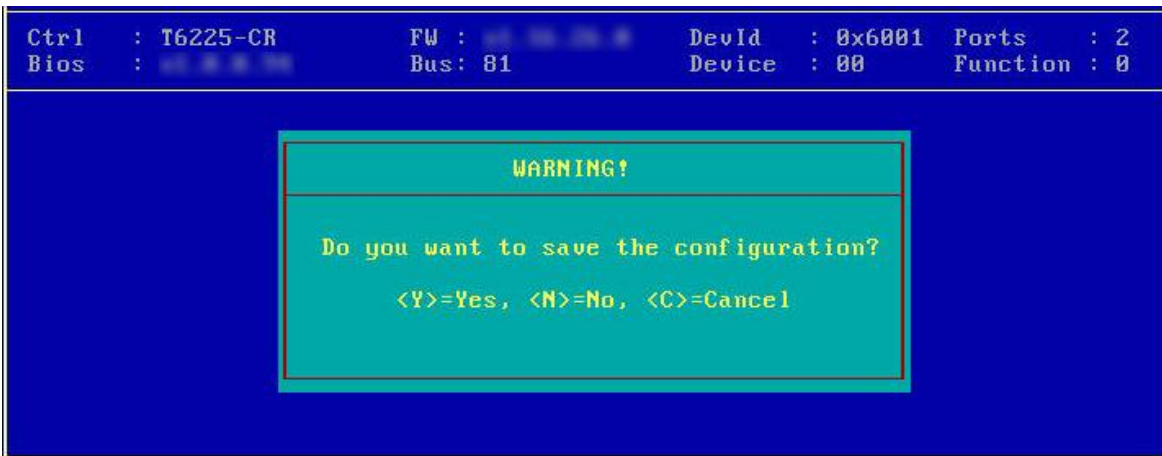 Ctrl : T6225-CR FW : DevId : 0x6001 Ports : 2
Bios : Bus: 81 Device : 00 Function : 0
WARNING!
Do you want to save the configuration?
<Y>=Yes, <N>=No, <C>=Cancel